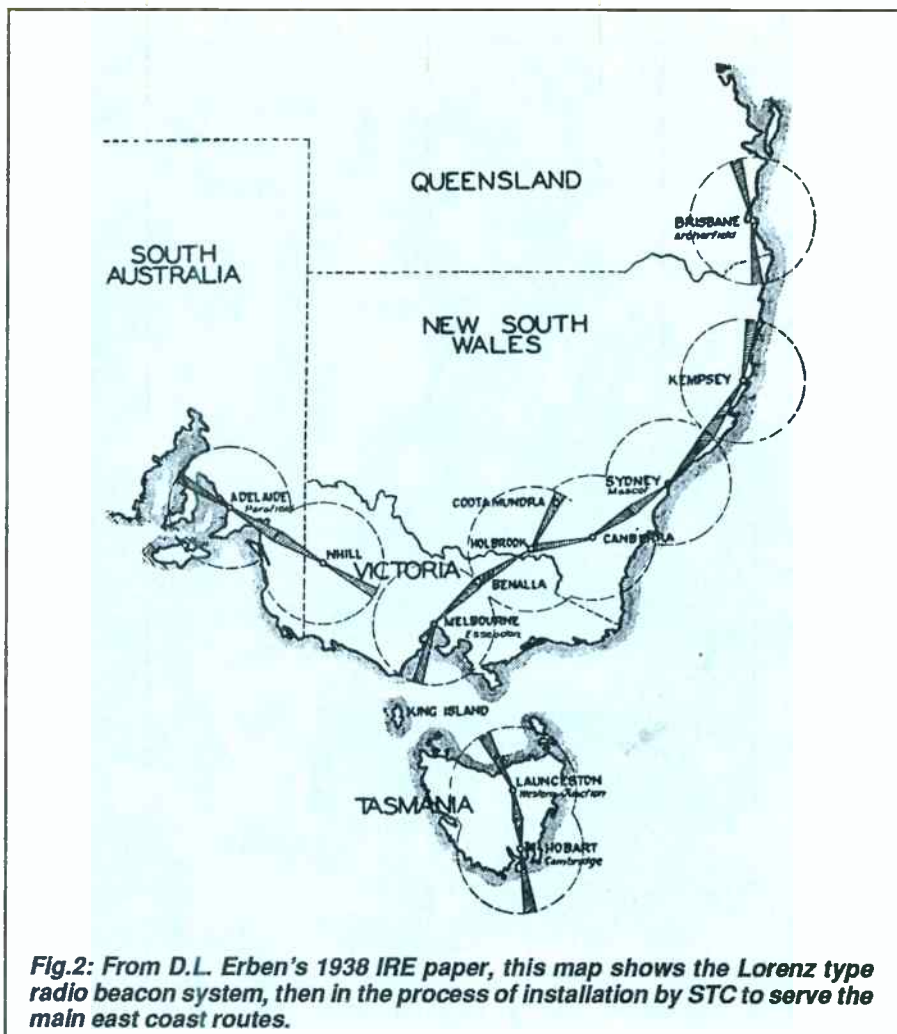 QUEENSLAND
BRISBANE
Archerfield
SOUTH
AUSTRALIA
NEW SOUTH
WALES
KEMPSEY
SYDNEY
Mascot
COOTAMUNDRA
ADELAIDE
Parafield
HOLBROOK
CANBERRA
NHILL
VICTORIA
BENALLA
MELBOURNE
Essendon
KING ISLAND
LAUNCESTON
Western Junction
TASMANIA
HOBART
Cambridge
Fig.2: From D.L. Erben's 1938 IRE paper, this map shows the Lorenz type
radio beacon system, then in the process of installation by STC to serve the
main east coast routes.